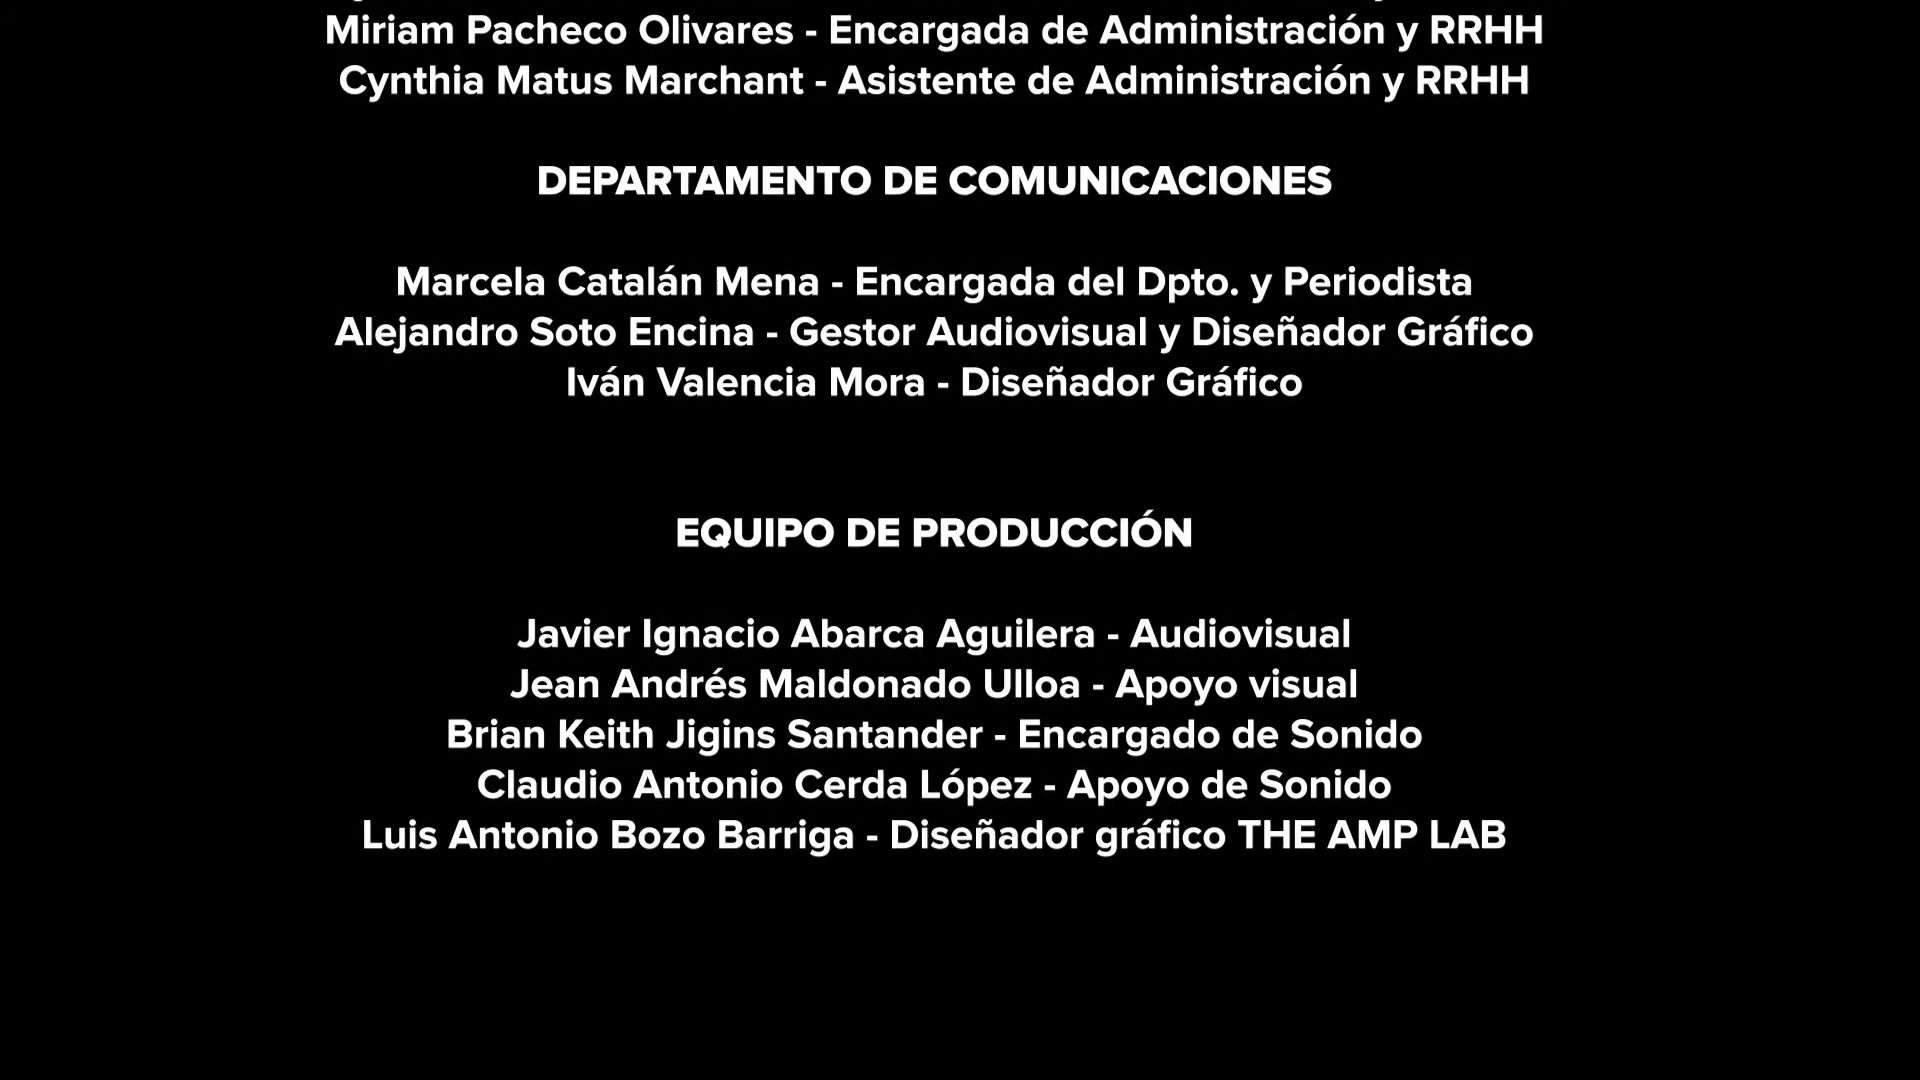 Miriam Pacheco Olivares - Encargada de Administración y RRHH
Cynthia Matus Marchant - Asistente de Administración y RRHH
DEPARTAMENTO DE COMUNICACIONES
Marcela Catalán Mena - Encargada del Dpto. y Periodista
Alejandro Soto Encina - Gestor Audiovisual y Diseñador Gráfico
Iván Valencia Mora - Diseñador Gráfico
EQUIPO DE PRODUCCIÓN
Javier Ignacio Abarca Aguilera - Audiovisual
Jean Andrés Maldonado Ulloa - Apoyo visual
Brian Keith Jigins Santander - Encargado de Sonido
Claudio Antonio Cerda López - Apoyo de Sonido
Luis Antonio Bozo Barriga - Diseñador gráfico THE AMP LAB